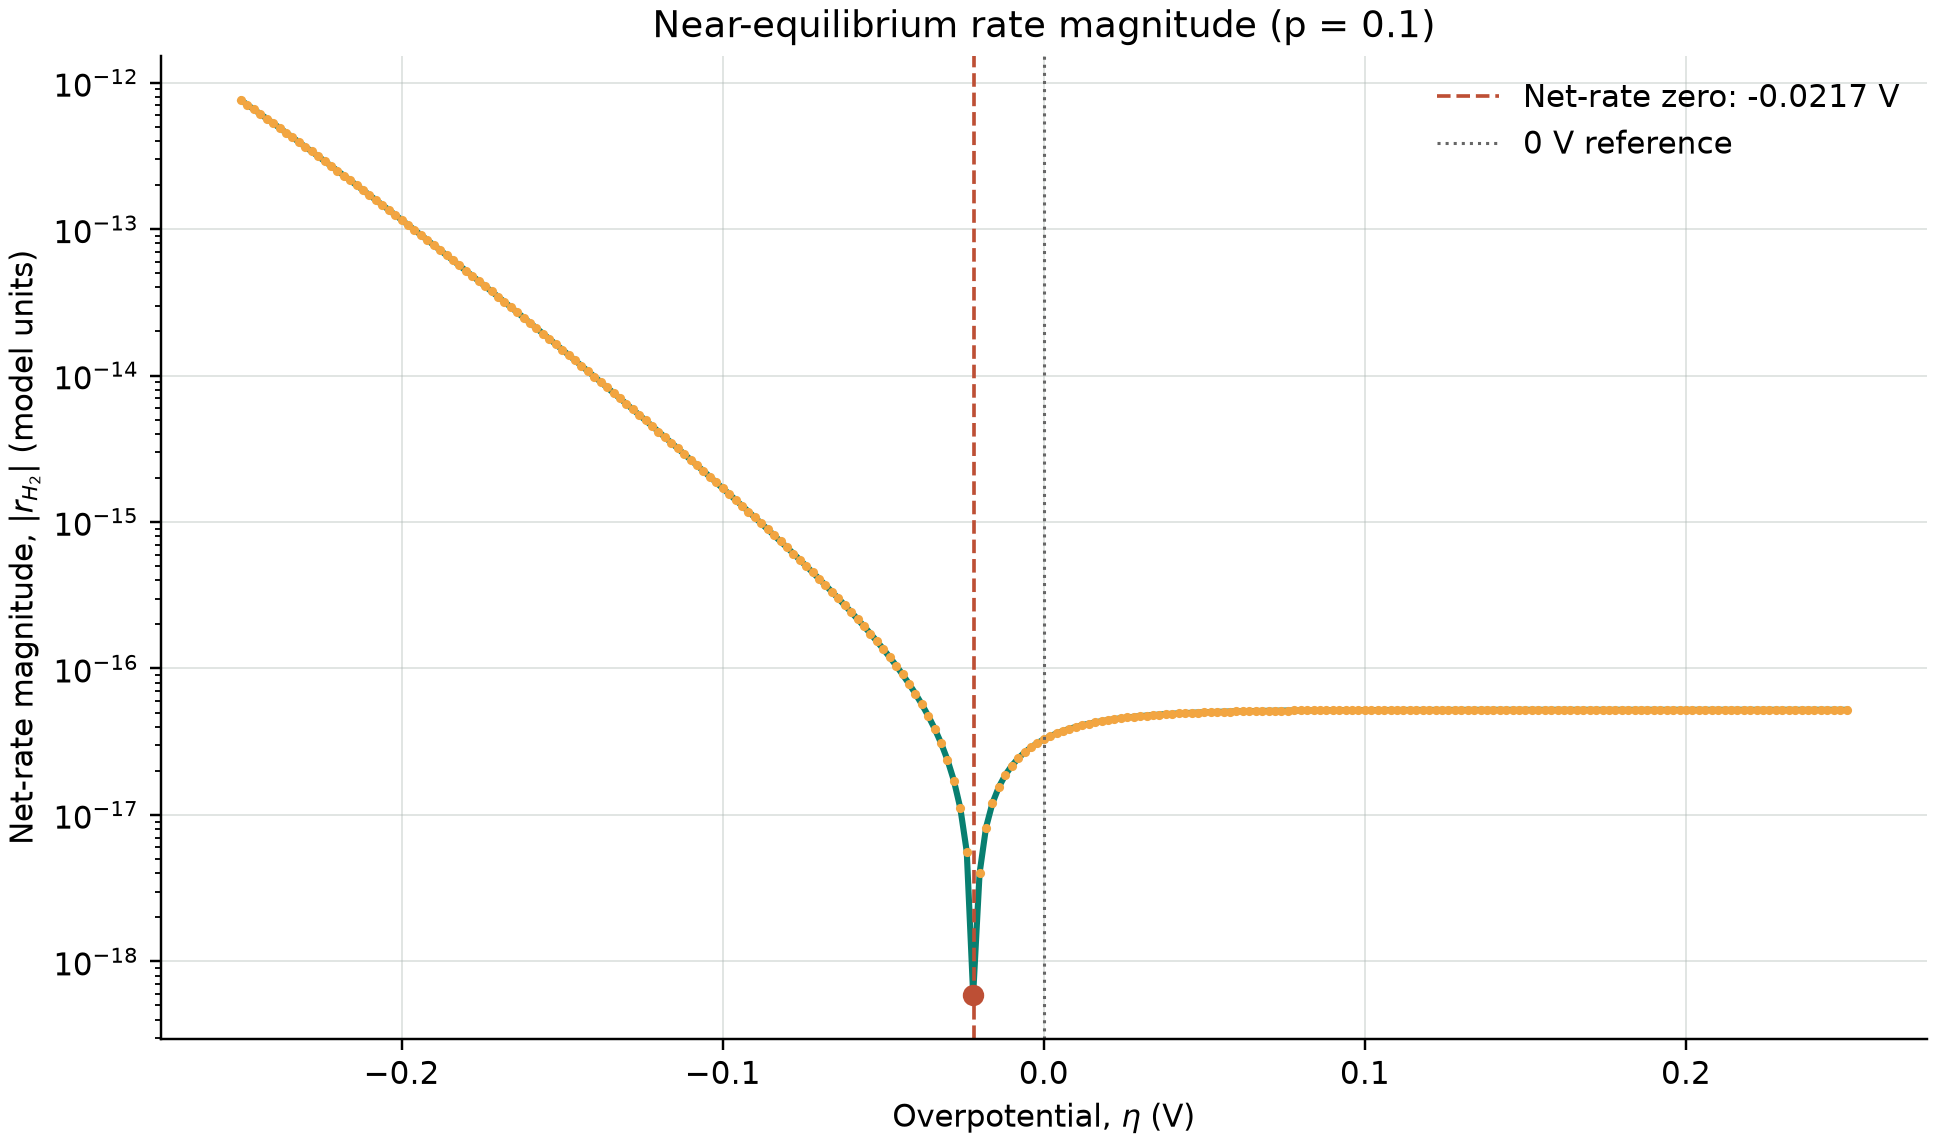 Near-equilibrium rate magnitude (p = 0.1)
Net-rate zero: -0.0217 V
0 V reference
Net-rate magnitude, |r_{H_2}| (model units)
10^{−12}
10^{−13}
10^{−14}
10^{−15}
10^{−16}
10^{−17}
10^{−18}
−0.2
−0.1
0.0
0.1
0.2
Overpotential, η (V)